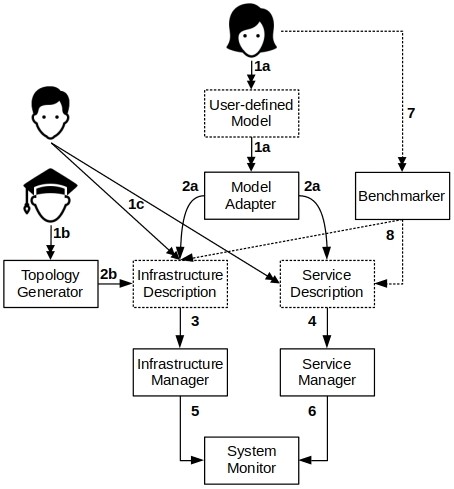 1a
User-defined
Model
7
1a
2a
2a
Model
Adapter
Benchmarker
1c
1b
8
Topology
Generator
2b
Infrastructure
Description
Service
Description
3
4
Infrastructure
Manager
Service
Manager
5
6
System
Monitor